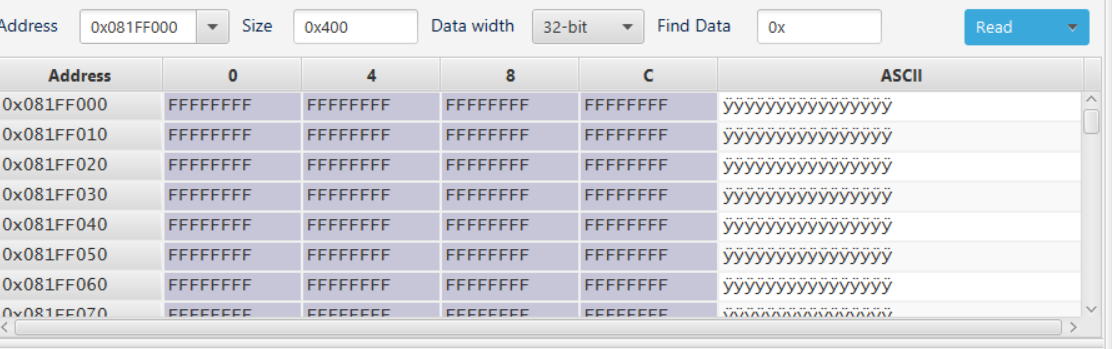 Address 0x081FF000 Size 0x400 Data width 32-bit Find Data 0x Read
Address 0 4 8 C ASCII
0x081FF000 FFFFFFFF FFFFFFFF FFFFFFFF FFFFFFFF ÿÿÿÿÿÿÿÿÿÿÿÿÿÿÿÿ
0x081FF010 FFFFFFFF FFFFFFFF FFFFFFFF FFFFFFFF ÿÿÿÿÿÿÿÿÿÿÿÿÿÿÿÿ
0x081FF020 FFFFFFFF FFFFFFFF FFFFFFFF FFFFFFFF ÿÿÿÿÿÿÿÿÿÿÿÿÿÿÿÿ
0x081FF030 FFFFFFFF FFFFFFFF FFFFFFFF FFFFFFFF ÿÿÿÿÿÿÿÿÿÿÿÿÿÿÿÿ
0x081FF040 FFFFFFFF FFFFFFFF FFFFFFFF FFFFFFFF ÿÿÿÿÿÿÿÿÿÿÿÿÿÿÿÿ
0x081FF050 FFFFFFFF FFFFFFFF FFFFFFFF FFFFFFFF ÿÿÿÿÿÿÿÿÿÿÿÿÿÿÿÿ
0x081FF060 FFFFFFFF FFFFFFFF FFFFFFFF FFFFFFFF ÿÿÿÿÿÿÿÿÿÿÿÿÿÿÿÿ
0x081FF070 FFFFFFFF FFFFFFFF FFFFFFFF FFFFFFFF ÿÿÿÿÿÿÿÿÿÿÿÿÿÿÿÿ